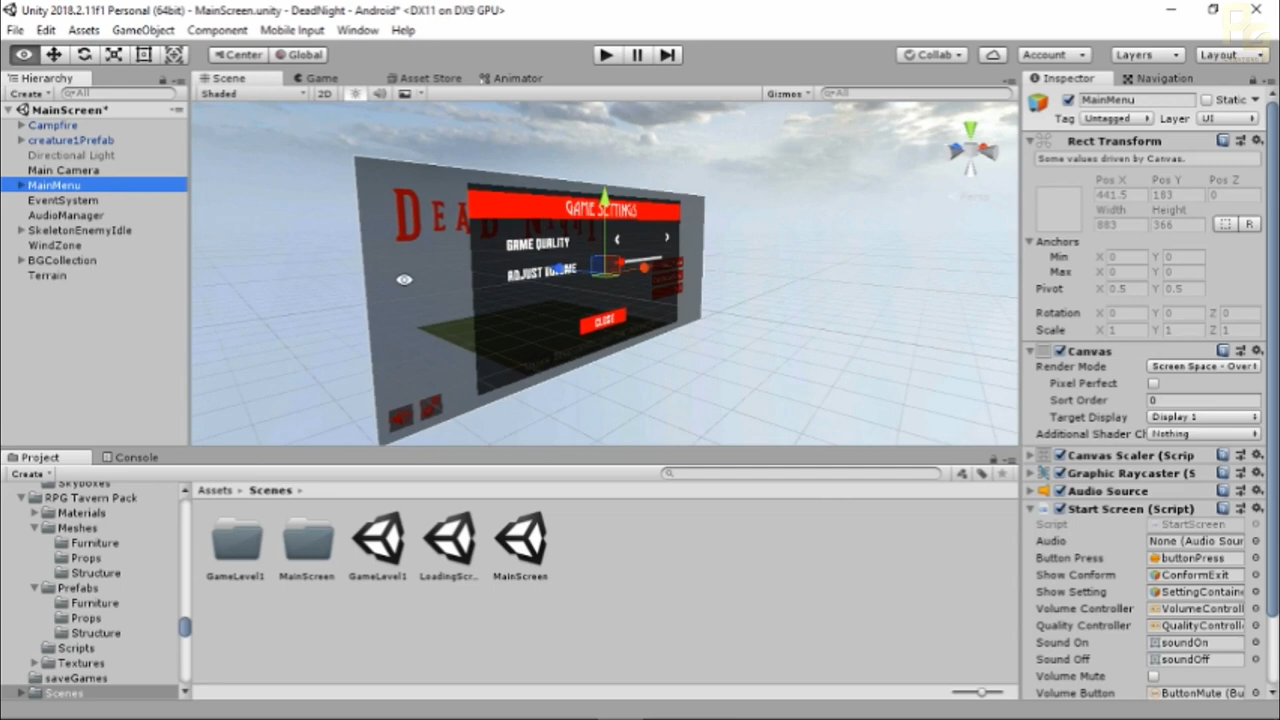 Unity 2018.2.11f1 Personal (64bit) - MainScreen.unity - DeadNight - Android* <DX11 on DX9 GPU>
File Edit Assets GameObject Component Mobile Input Window Help
Center Global Collab Account Layers Layout
Hierarchy Scene Game Asset Store Animator Inspector Navigation
Create All Shaded 2D Gizmos All
MainScreen*
Campfire
creature1Prefab
Directional Light
Main Camera
MainMenu
EventSystem
AudioManager
SkeletonEnemyIdle
WindZone
BGCollection
Terrain
DEAD NIGHT
GAME SETTINGS
GAME QUALITY < >
ADJUST
CLOSE
Persp
MainMenu Static
Tag Untagged Layer UI
Rect Transform
Some values driven by Canvas.
Pos X Pos Y Pos Z
441.5 183 0
Width Height
883 366 R
Anchors
Min X 0 Y 0
Max X 0 Y 0
Pivot X 0.5 Y 0.5
Rotation X 0 Y 0 Z 0
Scale X 1 Y 1 Z 1
Canvas
Render Mode Screen Space - Overl
Pixel Perfect
Sort Order 0
Target Display Display 1
Additional Shader Ch Nothing
Canvas Scaler (Scrip
Graphic Raycaster (S
Audio Source
Start Screen (Script)
Script StartScreen
Audio None (Audio Sour
Button Press buttonPress
Show Conform ConformExit
Show Setting SettingContaine
Volume Controller VolumeControll
Quality Controller QualityControlle
Sound On soundOn
Sound Off soundOff
Volume Mute
Volume Button ButtonMute (Bu
Project Console
Create
Skyboxes
RPG Tavern Pack
Materials
Meshes
Furniture
Props
Structure
Prefabs
Furniture
Props
Structure
Scripts
Textures
saveGames
Scenes
Assets Scenes
GameLevel1 MainScreen GameLevel1 LoadingScr... MainScreen